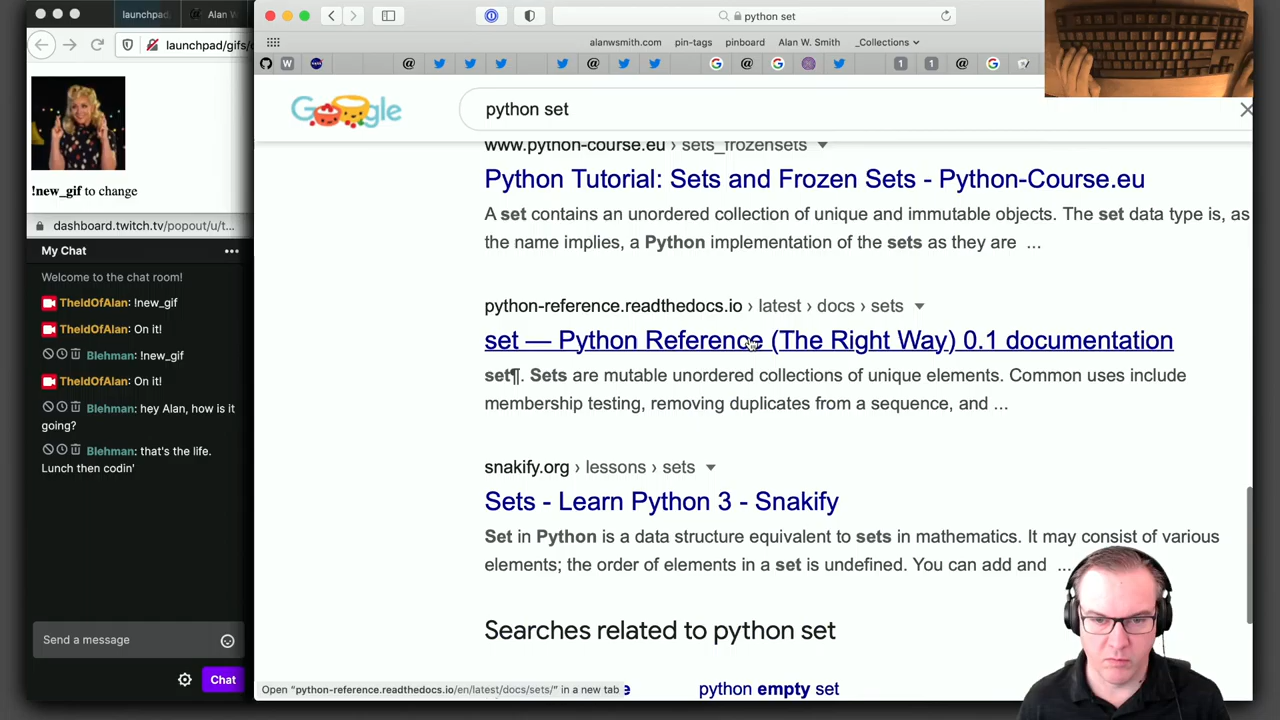 launchpad
Alan W
launchpad/gifs/
!new_gif to change
dashboard.twitch.tv/popout/u/t...
My Chat
Welcome to the chat room!
TheIdOfAlan: !new_gif
TheIdOfAlan: On it!
Blehman: !new_gif
TheIdOfAlan: On it!
Blehman: hey Alan, how is it
going?
Blehman: that's the life.
Lunch then codin'
Send a message
Chat
python set
alanwsmith.com
pin-tags
pinboard
Alan W. Smith
_Collections
W
1
1
Google
python set
www.python-course.eu › sets_frozensets
Python Tutorial: Sets and Frozen Sets - Python-Course.eu
A set contains an unordered collection of unique and immutable objects. The set data type is, as
the name implies, a Python implementation of the sets as they are ...
python-reference.readthedocs.io › latest › docs › sets
set — Python Reference (The Right Way) 0.1 documentation
set¶. Sets are mutable unordered collections of unique elements. Common uses include
membership testing, removing duplicates from a sequence, and ...
snakify.org › lessons › sets
Sets - Learn Python 3 - Snakify
Set in Python is a data structure equivalent to sets in mathematics. It may consist of various
elements; the order of elements in a set is undefined. You can add and ...
Searches related to python set
Open "python-reference.readthedocs.io/en/latest/docs/sets/" in a new tab
python empty set